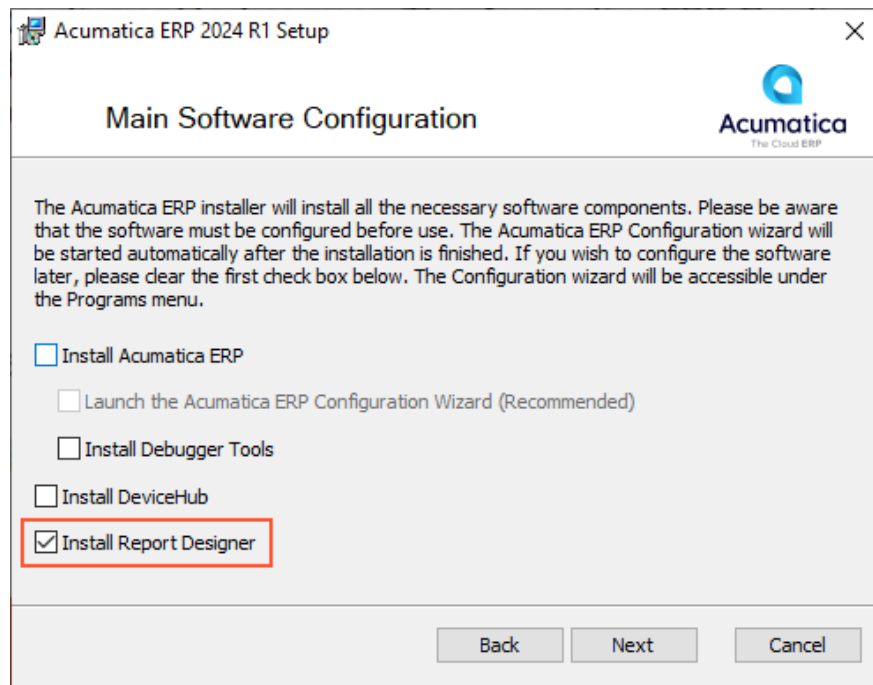 Acumatica ERP 2024 R1 Setup
Main Software Configuration
Acumatica
The Cloud ERP
The Acumatica ERP installer will install all the necessary software components. Please be aware
that the software must be configured before use. The Acumatica ERP Configuration wizard will
be started automatically after the installation is finished. If you wish to configure the software
later, please clear the first check box below. The Configuration wizard will be accessible under
the Programs menu.
Install Acumatica ERP
Launch the Acumatica ERP Configuration Wizard (Recommended)
Install Debugger Tools
Install DeviceHub
Install Report Designer
Back Next Cancel